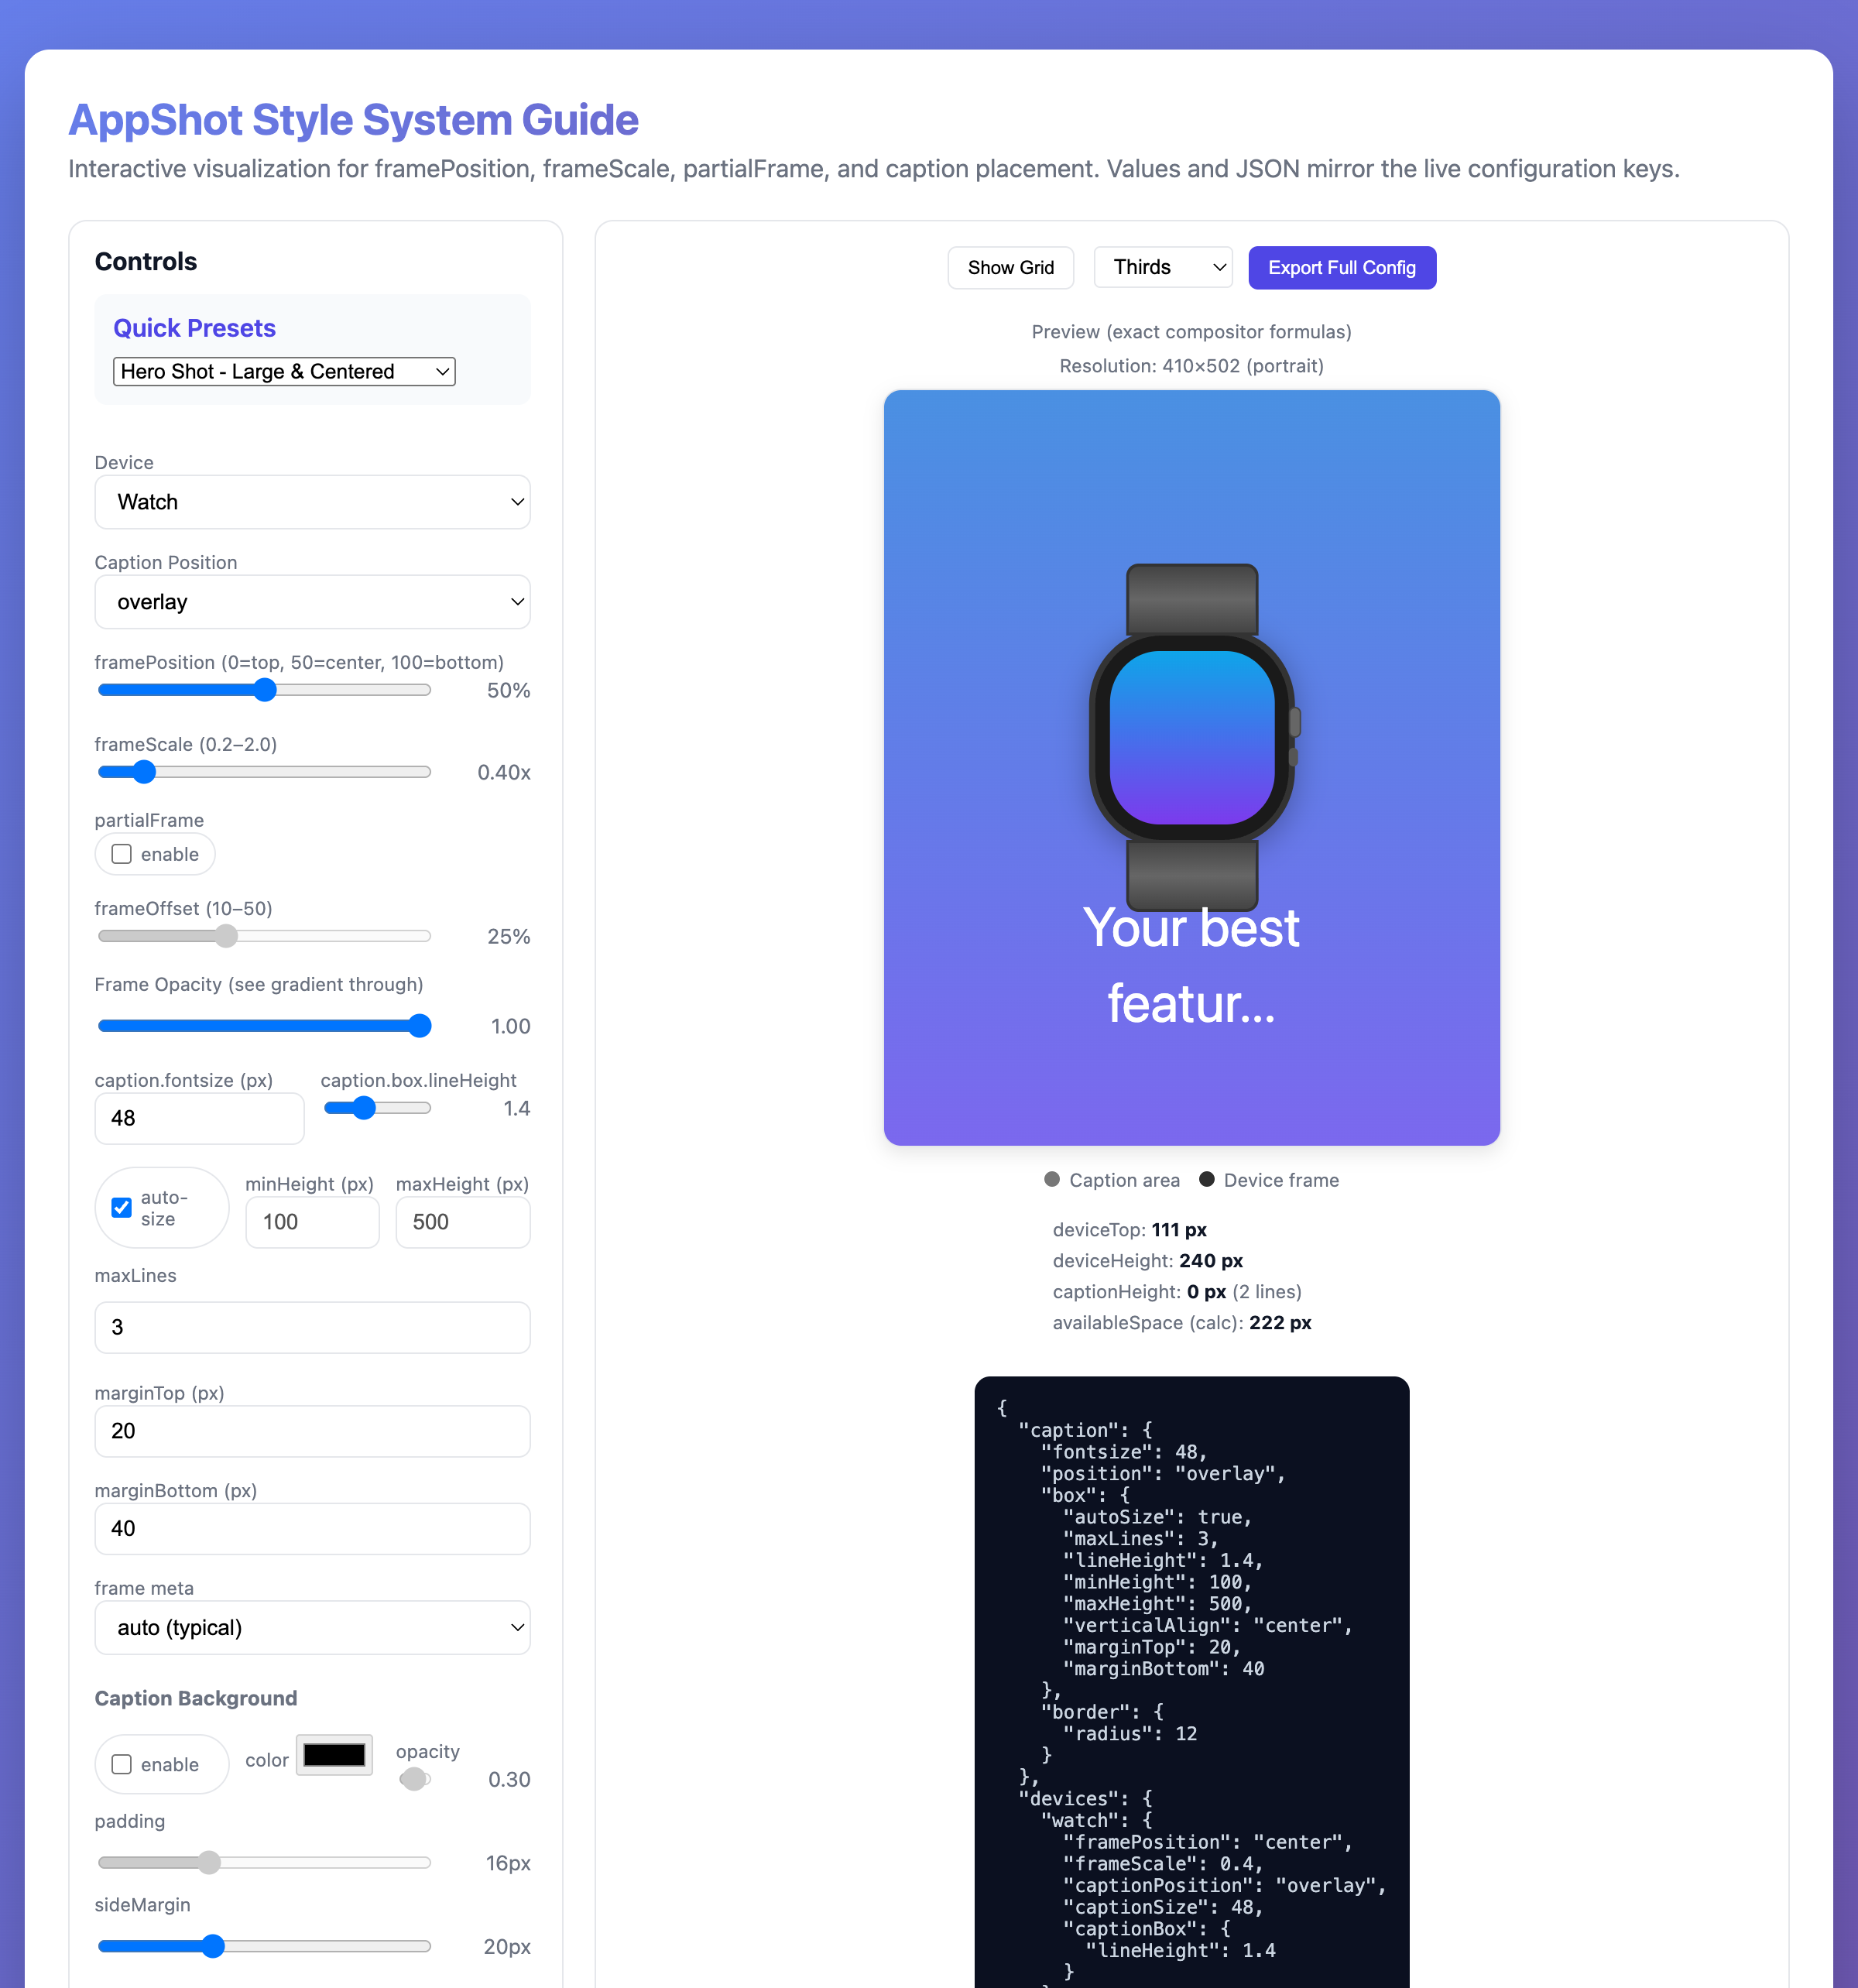 AppShot Style System Guide
Interactive visualization for framePosition, frameScale, partialFrame, and caption placement. Values and JSON mirror the live configuration keys.
Controls
Quick Presets
Hero Shot - Large & Centered
Device
Watch
Caption Position
overlay
framePosition (0=top, 50=center, 100=bottom)
50%
frameScale (0.2–2.0)
0.40x
partialFrame
enable
frameOffset (10–50)
25%
Frame Opacity (see gradient through)
1.00
caption.fontsize (px)
48
caption.box.lineHeight
1.4
auto-
size
minHeight (px)
100
maxHeight (px)
500
maxLines
3
marginTop (px)
20
marginBottom (px)
40
frame meta
auto (typical)
Caption Background
enable
color
opacity
0.30
padding
16px
sideMargin
20px
Show Grid
Thirds
Export Full Config
Preview (exact compositor formulas)
Resolution: 410×502 (portrait)
Your best
featur...
Caption area
Device frame
deviceTop: 111 px
deviceHeight: 240 px
captionHeight: 0 px (2 lines)
availableSpace (calc): 222 px
{
  "caption": {
    "fontsize": 48,
    "position": "overlay",
    "box": {
      "autoSize": true,
      "maxLines": 3,
      "lineHeight": 1.4,
      "minHeight": 100,
      "maxHeight": 500,
      "verticalAlign": "center",
      "marginTop": 20,
      "marginBottom": 40
    },
    "border": {
      "radius": 12
    }
  },
  "devices": {
    "watch": {
      "framePosition": "center",
      "frameScale": 0.4,
      "captionPosition": "overlay",
      "captionSize": 48,
      "captionBox": {
        "lineHeight": 1.4
      }